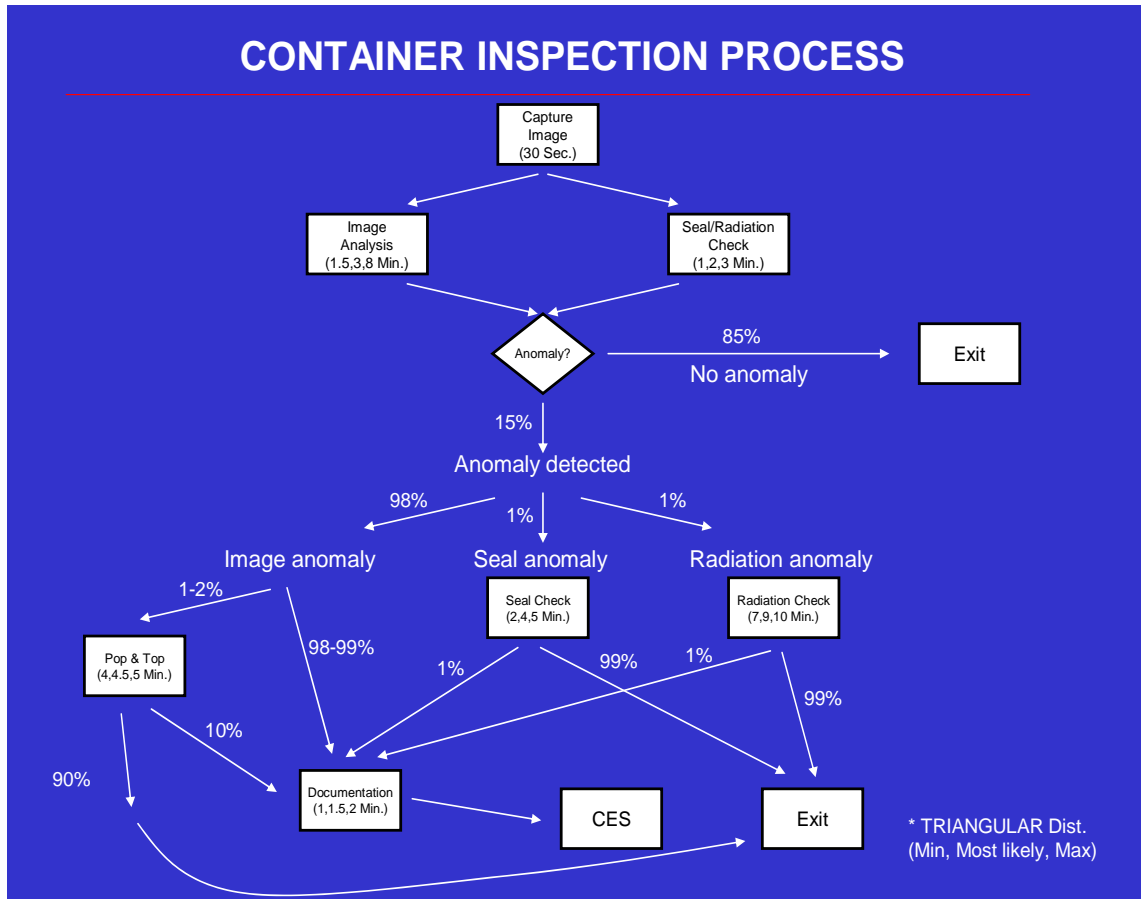 CONTAINER INSPECTION PROCESS
Capture
Image
(30 Sec.)
Image
Analysis
(1.5,3,8 Min.)
Seal/Radiation
Check
(1,2,3 Min.)
Anomaly?
85%
No anomaly
Exit
15%
Anomaly detected
98%
1%
1%
Image anomaly
Seal anomaly
Radiation anomaly
1-2%
Seal Check
(2,4,5 Min.)
Radiation Check
(7,9,10 Min.)
98-99%
Pop & Top
(4,4.5,5 Min.)
1%
99%
1%
99%
10%
90%
Documentation
(1,1.5,2 Min.)
CES
Exit
* TRIANGULAR Dist.
(Min, Most likely, Max)